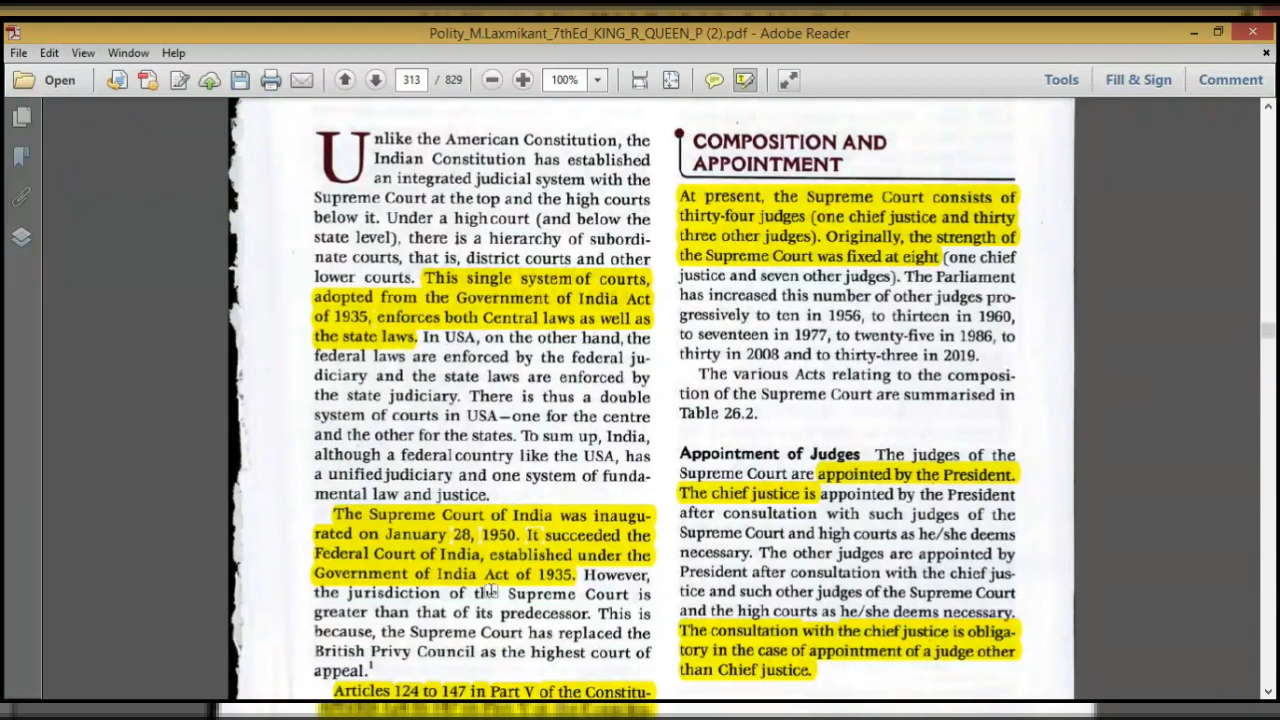 Polity_M.Laxmikant_7thEd_KING_R_QUEEN_P (2).pdf - Adobe Reader
File Edit View Window Help
Open 313 / 829 100% Tools Fill & Sign Comment
Unlike the American Constitution, the
Indian Constitution has established
an integrated judicial system with the
Supreme Court at the top and the high courts
below it. Under a high court (and below the
state level), there is a hierarchy of subordi-
nate courts, that is, district courts and other
lower courts. This single system of courts,
adopted from the Government of India Act
of 1935, enforces both Central laws as well as
the state laws. In USA, on the other hand, the
federal laws are enforced by the federal ju-
diciary and the state laws are enforced by
the state judiciary. There is thus a double
system of courts in USA—one for the centre
and the other for the states. To sum up, India,
although a federal country like the USA, has
a unified judiciary and one system of funda-
mental law and justice.
The Supreme Court of India was inaugu-
rated on January 28, 1950. It succeeded the
Federal Court of India, established under the
Government of India Act of 1935. However,
the jurisdiction of the Supreme Court is
greater than that of its predecessor. This is
because, the Supreme Court has replaced the
British Privy Council as the highest court of
appeal.¹
Articles 124 to 147 in Part V of the Constitu-
COMPOSITION AND
APPOINTMENT
At present, the Supreme Court consists of
thirty-four judges (one chief justice and thirty
three other judges). Originally, the strength of
the Supreme Court was fixed at eight (one chief
justice and seven other judges). The Parliament
has increased this number of other judges pro-
gressively to ten in 1956, to thirteen in 1960,
to seventeen in 1977, to twenty-five in 1986, to
thirty in 2008 and to thirty-three in 2019.
The various Acts relating to the composi-
tion of the Supreme Court are summarised in
Table 26.2.
Appointment of Judges The judges of the
Supreme Court are appointed by the President.
The chief justice is appointed by the President
after consultation with such judges of the
Supreme Court and high courts as he/she deems
necessary. The other judges are appointed by
President after consultation with the chief jus-
tice and such other judges of the Supreme Court
and the high courts as he/she deems necessary.
The consultation with the chief justice is obliga-
tory in the case of appointment of a judge other
than Chief justice.